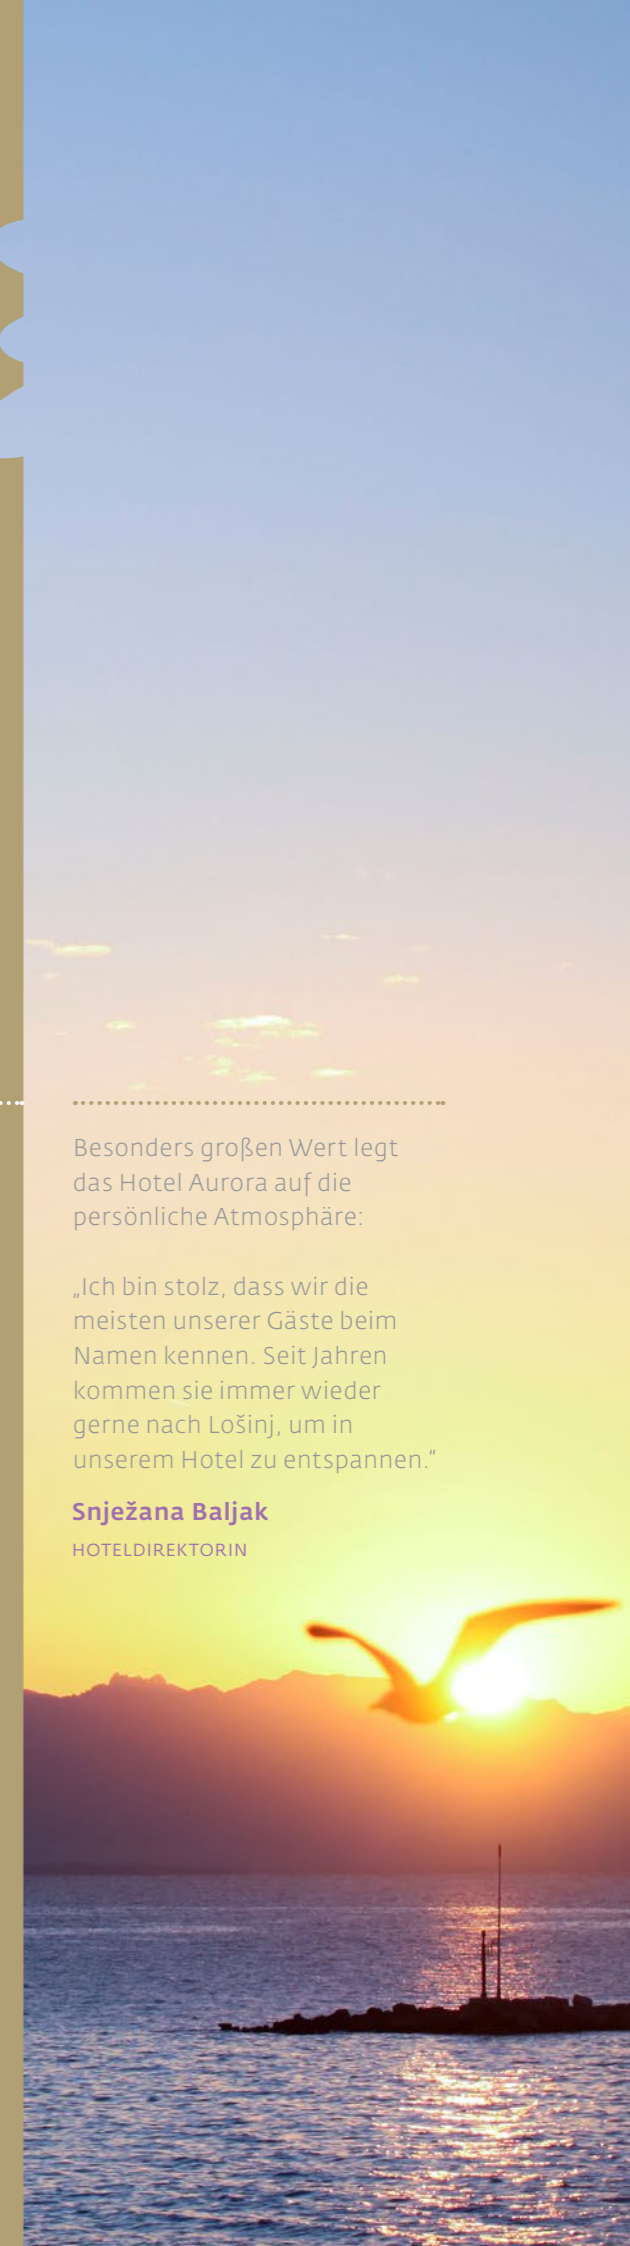 Besonders großen Wert legt
das Hotel Aurora auf die
persönliche Atmosphäre:
„Ich bin stolz, dass wir die
meisten unserer Gäste beim
Namen kennen. Seit Jahren
kommen sie immer wieder
gerne nach Lošinj, um in
unserem Hotel zu entspannen.“
Snježana Baljak
HOTELDIREKTORIN